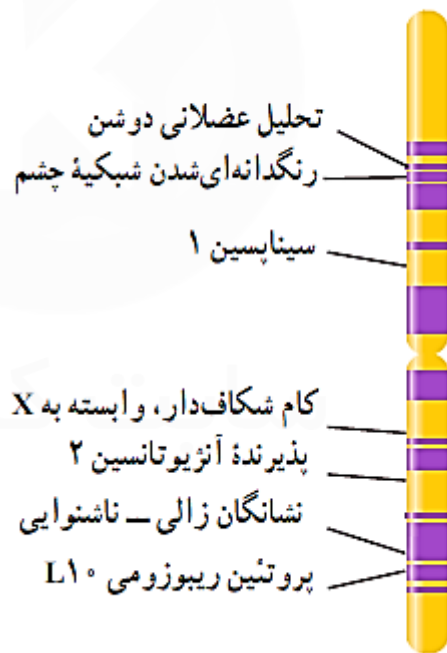 تحلیل عضلانی دوشن
رنگدانه‌ای‌شدن شبکیهٔ چشم
سیناپسین ۱
کام شکاف‌دار، وابسته به X
پذیرندهٔ آنژیوتانسین ۲
نشانگان زالی ـ ناشنوایی
پروتئین ریبوزومی L۱۰